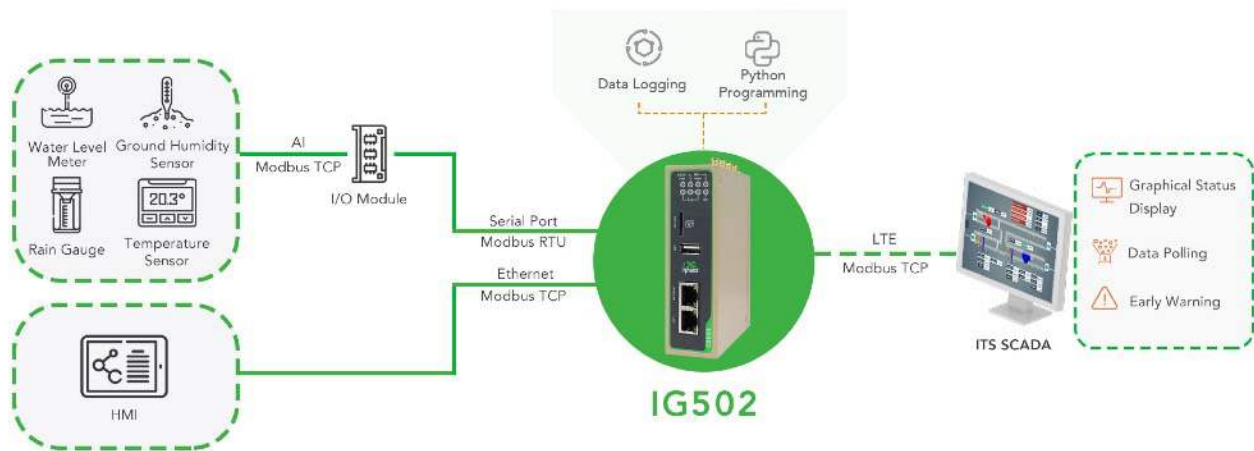 Data Logging
Python
Programming
Water Level
Meter
Ground Humidity
Sensor
20.3°
Rain Gauge
Temperature
Sensor
AI
Modbus TCP
I/O Module
Serial Port
Modbus RTU
Ethernet
Modbus TCP
HMI
IG502
LTE
Modbus TCP
ITS SCADA
Graphical Status
Display
Data Polling
Early Warning